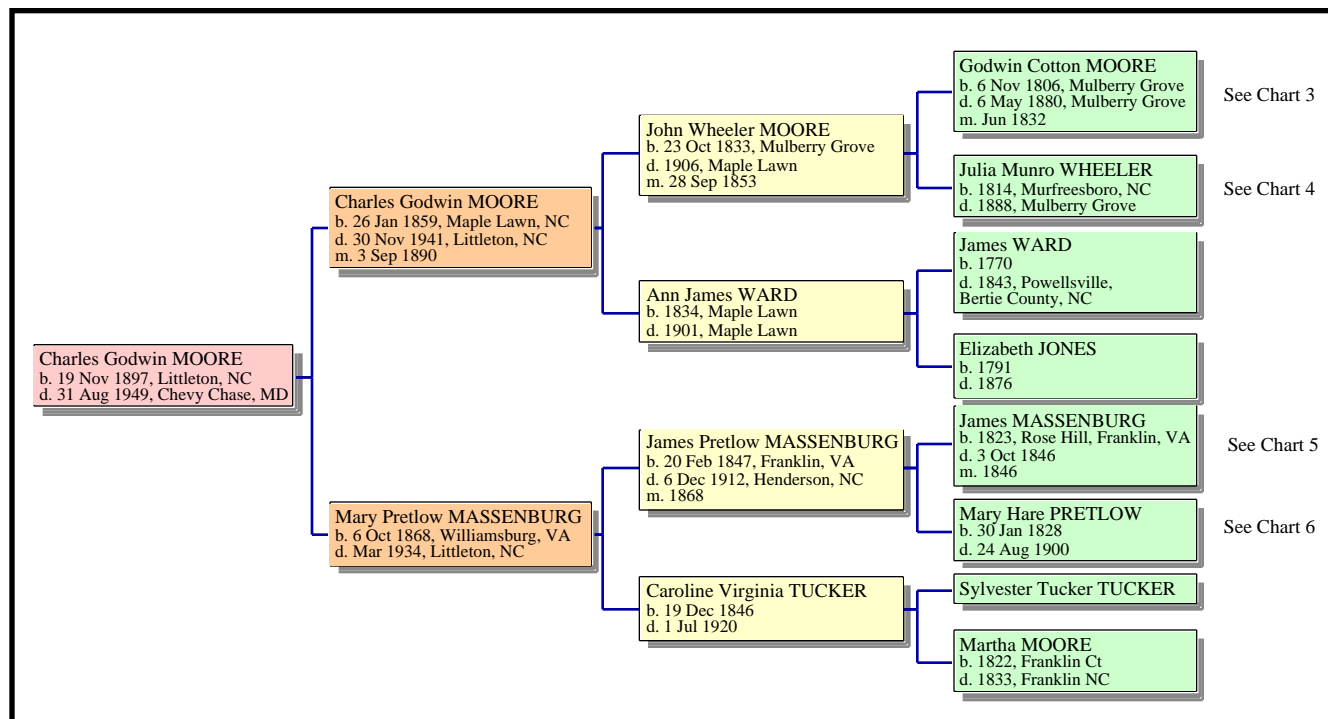 Godwin Cotton MOORE
b. 6 Nov 1806, Mulberry Grove
d. 6 May 1880, Mulberry Grove
m. Jun 1832
See Chart 3
John Wheeler MOORE
b. 23 Oct 1833, Mulberry Grove
d. 1906, Maple Lawn
m. 28 Sep 1853
Julia Munro WHEELER
b. 1814, Murfreesboro, NC
d. 1888, Mulberry Grove
See Chart 4
Charles Godwin MOORE
b. 26 Jan 1859, Maple Lawn, NC
d. 30 Nov 1941, Littleton, NC
m. 3 Sep 1890
James WARD
b. 1770
d. 1843, Powellsville,
Bertie County, NC
Ann James WARD
b. 1834, Maple Lawn
d. 1901, Maple Lawn
Elizabeth JONES
b. 1791
d. 1876
Charles Godwin MOORE
b. 19 Nov 1897, Littleton, NC
d. 31 Aug 1949, Chevy Chase, MD
James MASSENBURG
b. 1823, Rose Hill, Franklin, VA
d. 3 Oct 1846
m. 1846
See Chart 5
James Pretlow MASSENBURG
b. 20 Feb 1847, Franklin, VA
d. 6 Dec 1912, Henderson, NC
m. 1868
Mary Hare PRETLOW
b. 30 Jan 1828
d. 24 Aug 1900
See Chart 6
Mary Pretlow MASSENBURG
b. 6 Oct 1868, Williamsburg, VA
d. Mar 1934, Littleton, NC
Sylvester Tucker TUCKER
Caroline Virginia TUCKER
b. 19 Dec 1846
d. 1 Jul 1920
Martha MOORE
b. 1822, Franklin Ct
d. 1833, Franklin NC